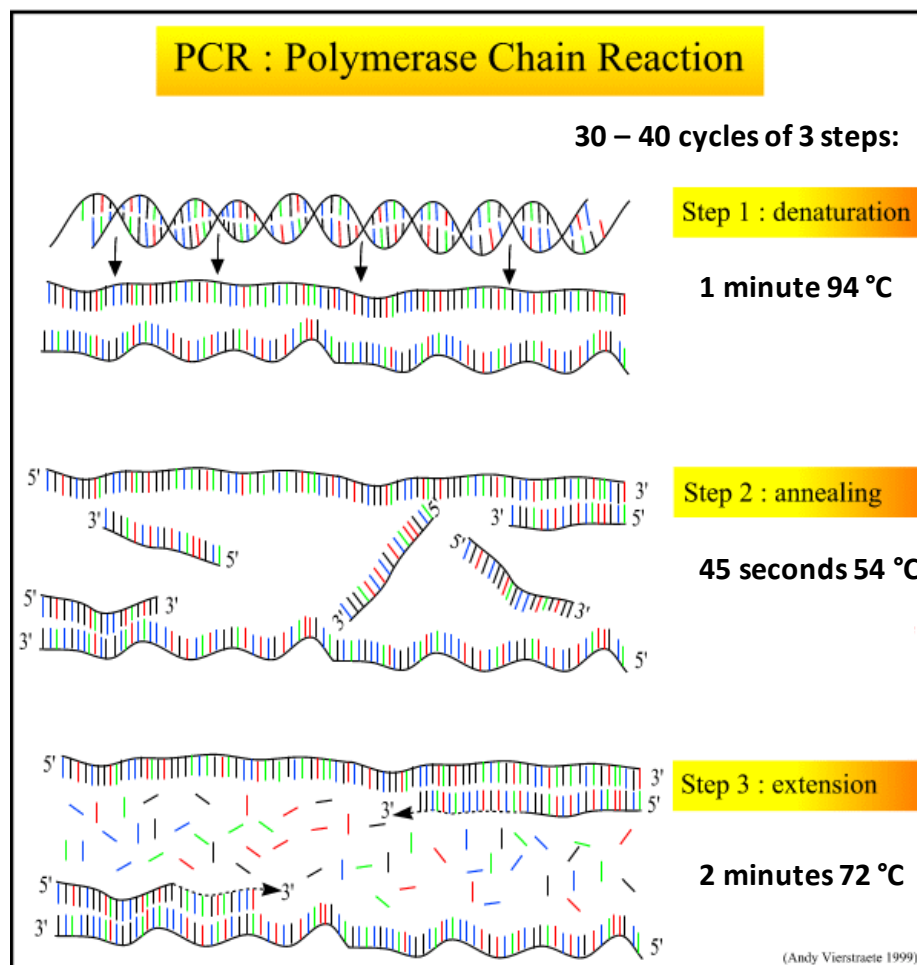 PCR : Polymerase Chain Reaction
30 – 40 cycles of 3 steps:
Step 1 : denaturation
1 minute 94 °C
5'
3'
Step 2 : annealing
3'
5'
5
5'
5'
3'
45 seconds 54 °C
5'
3'
3'
3'
3'
5'
5'
3'
Step 3 : extension
3'
5'
2 minutes 72 °C
5'
3'
3'
5'
(Andy Vierstraete 1999)